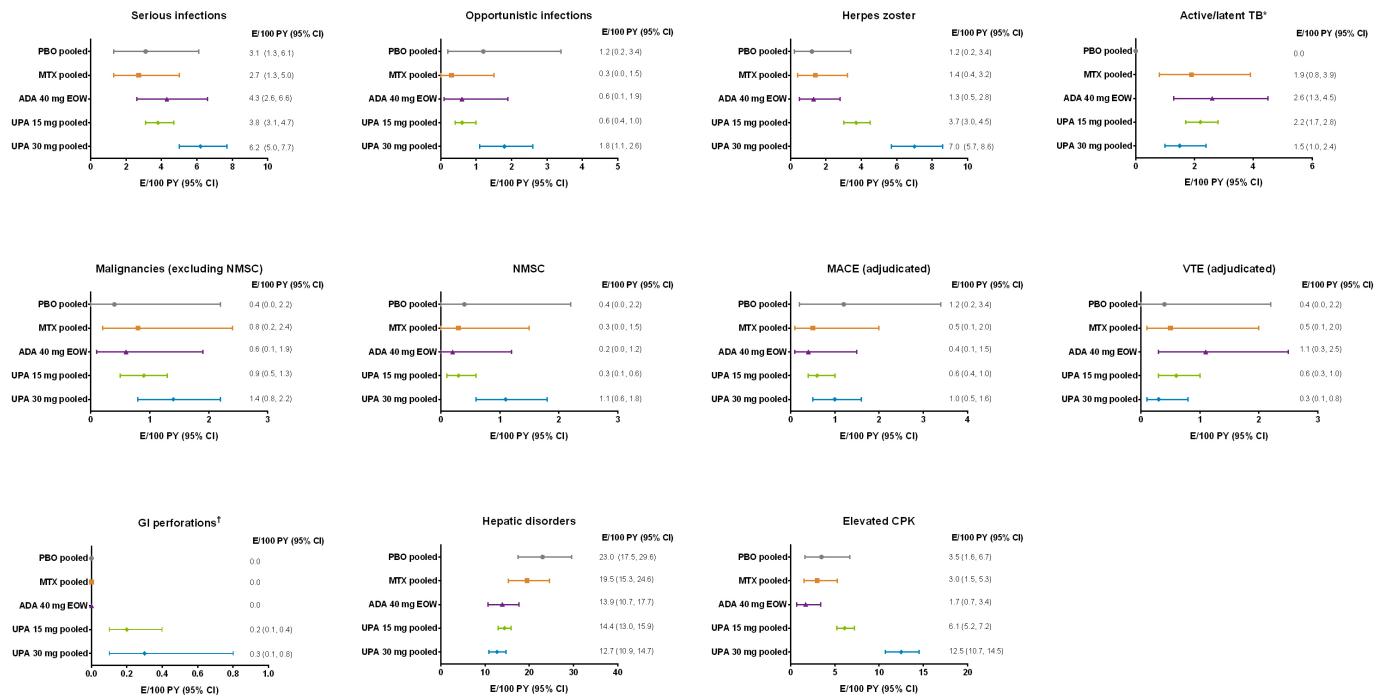 Serious infections
E/100 PY (95% CI)
PBO pooled
3.1 (1.3, 6.1)
MTX pooled
2.7 (1.3, 5.0)
ADA 40 mg EOW
4.3 (2.6, 6.6)
UPA 15 mg pooled
3.8 (3.1, 4.7)
UPA 30 mg pooled
6.2 (5.0, 7.7)
0 2 4 6 8 10
E/100 PY (95% CI)
Opportunistic infections
E/100 PY (95% CI)
PBO pooled
1.2 (0.2, 3.4)
MTX pooled
0.3 (0.0, 1.5)
ADA 40 mg EOW
0.6 (0.1, 1.9)
UPA 15 mg pooled
0.6 (0.4, 1.0)
UPA 30 mg pooled
1.8 (1.1, 2.6)
0 1 2 3 4 5
E/100 PY (95% CI)
Herpes zoster
E/100 PY (95% CI)
PBO pooled
1.2 (0.2, 3.4)
MTX pooled
1.4 (0.4, 3.2)
ADA 40 mg EOW
1.3 (0.5, 2.8)
UPA 15 mg pooled
3.7 (3.0, 4.5)
UPA 30 mg pooled
7.0 (5.7, 8.6)
0 2 4 6 8 10
E/100 PY (95% CI)
Active/latent TB*
E/100 PY (95% CI)
PBO pooled
0.0
MTX pooled
1.9 (0.8, 3.9)
ADA 40 mg EOW
2.6 (1.3, 4.5)
UPA 15 mg pooled
2.2 (1.7, 2.8)
UPA 30 mg pooled
1.5 (1.0, 2.4)
0 2 4 6
E/100 PY (95% CI)
Malignancies (excluding NMSC)
E/100 PY (95% CI)
PBO pooled
0.4 (0.0, 2.2)
MTX pooled
0.8 (0.2, 2.4)
ADA 40 mg EOW
0.6 (0.1, 1.9)
UPA 15 mg pooled
0.9 (0.5, 1.3)
UPA 30 mg pooled
1.4 (0.8, 2.2)
0 1 2 3
E/100 PY (95% CI)
NMSC
E/100 PY (95% CI)
PBO pooled
0.4 (0.0, 2.2)
MTX pooled
0.3 (0.0, 1.5)
ADA 40 mg EOW
0.2 (0.0, 1.2)
UPA 15 mg pooled
0.3 (0.1, 0.6)
UPA 30 mg pooled
1.1 (0.6, 1.8)
0 1 2 3
E/100 PY (95% CI)
MACE (adjudicated)
E/100 PY (95% CI)
PBO pooled
1.2 (0.2, 3.4)
MTX pooled
0.5 (0.1, 2.0)
ADA 40 mg EOW
0.4 (0.1, 1.5)
UPA 15 mg pooled
0.6 (0.4, 1.0)
UPA 30 mg pooled
1.0 (0.5, 1.6)
0 1 2 3 4
E/100 PY (95% CI)
VTE (adjudicated)
E/100 PY (95% CI)
PBO pooled
0.4 (0.0, 2.2)
MTX pooled
0.5 (0.1, 2.0)
ADA 40 mg EOW
1.1 (0.3, 2.5)
UPA 15 mg pooled
0.6 (0.3, 1.0)
UPA 30 mg pooled
0.3 (0.1, 0.8)
0 1 2 3
E/100 PY (95% CI)
GI perforations†
E/100 PY (95% CI)
PBO pooled
0.0
MTX pooled
0.0
ADA 40 mg EOW
0.0
UPA 15 mg pooled
0.2 (0.1, 0.4)
UPA 30 mg pooled
0.3 (0.1, 0.8)
0.0 0.2 0.4 0.6 0.8 1.0
E/100 PY (95% CI)
Hepatic disorders
E/100 PY (95% CI)
PBO pooled
23.0 (17.5, 29.6)
MTX pooled
19.5 (15.3, 24.6)
ADA 40 mg EOW
13.9 (10.7, 17.7)
UPA 15 mg pooled
14.4 (13.0, 15.9)
UPA 30 mg pooled
12.7 (10.9, 14.7)
0 10 20 30 40
E/100 PY (95% CI)
Elevated CPK
E/100 PY (95% CI)
PBO pooled
3.5 (1.6, 6.7)
MTX pooled
3.0 (1.5, 5.3)
ADA 40 mg EOW
1.7 (0.7, 3.4)
UPA 15 mg pooled
6.1 (5.2, 7.2)
UPA 30 mg pooled
12.5 (10.7, 14.5)
0 5 10 15 20
E/100 PY (95% CI)